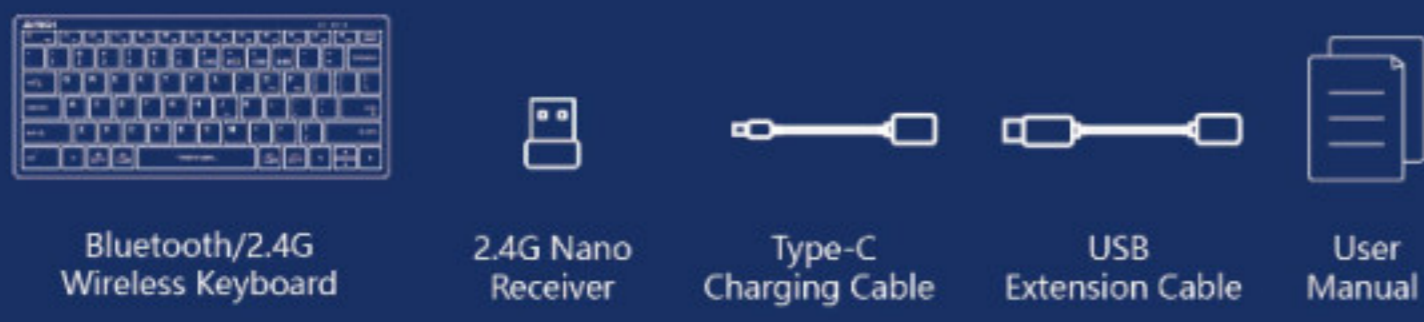 Bluetooth/2.4G
Wireless Keyboard
2.4G Nano
Receiver
Type-C
Charging Cable
USB
Extension Cable
User
Manual